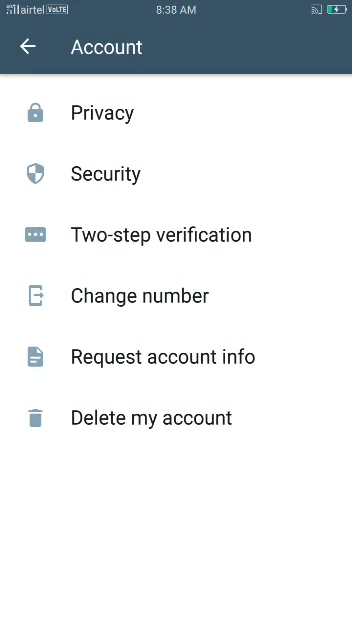 airtel VoLTE 8:38 AM
Account
Privacy
Security
Two-step verification
Change number
Request account info
Delete my account